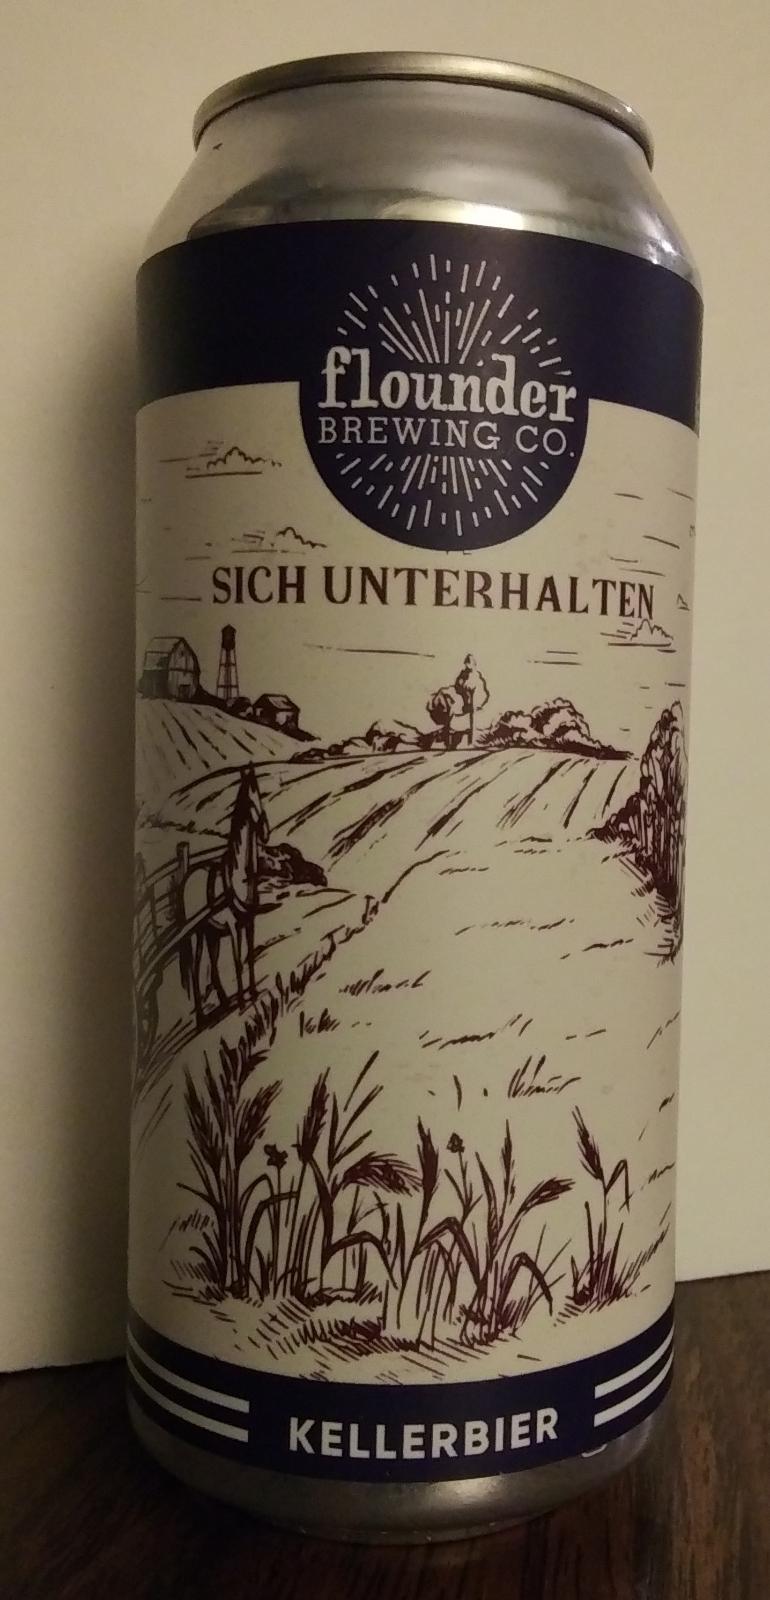 flounder
BREWING CO.
SICH UNTERHALTEN
KELLERBIER